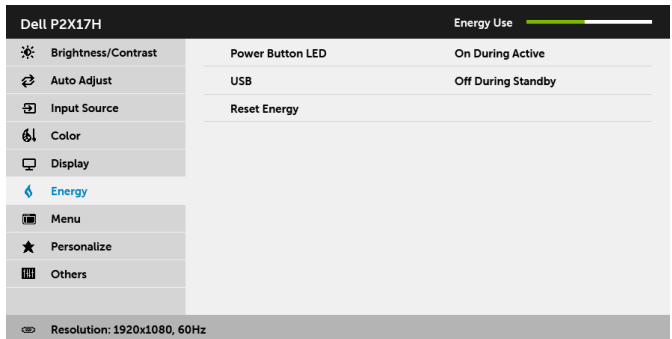 Dell P2X17H
Energy Use
Brightness/Contrast
Power Button LED
On During Active
Auto Adjust
USB
Off During Standby
Input Source
Reset Energy
Color
Display
Energy
Menu
Personalize
Others
Resolution: 1920x1080, 60Hz